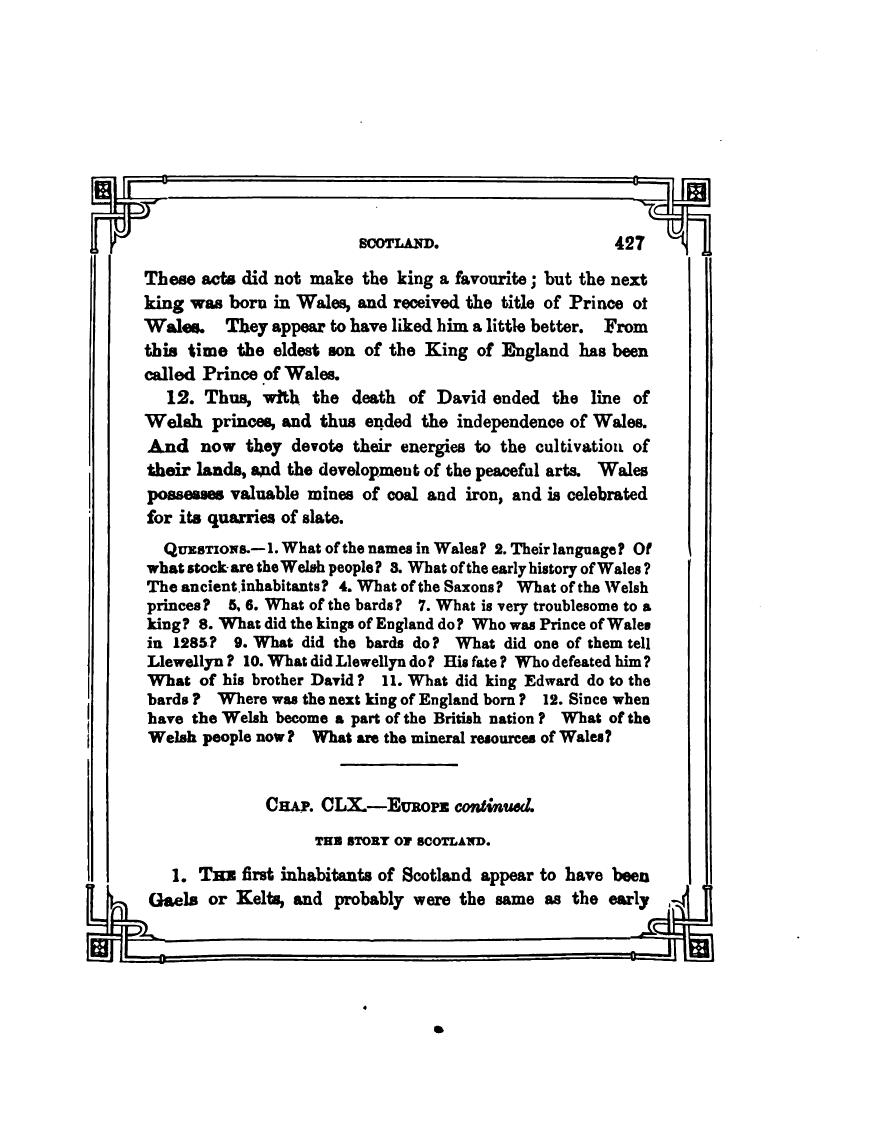 SCOTLAND. 427
These acts did not make the king a favourite; but the next
king was born in Wales, and received the title of Prince ot
Wales. They appear to have liked him a little better. From
this time the eldest son of the King of England has been
called Prince of Wales.
12. Thus, with the death of David ended the line of
Welsh princes, and thus ended the independence of Wales.
And now they devote their energies to the cultivation of
their lands, and the development of the peaceful arts. Wales
possesses valuable mines of coal and iron, and is celebrated
for its quarries of slate.
QUESTIONS.—1. What of the names in Wales? 2. Their language? Of
what stock are the Welsh people? 3. What of the early history of Wales?
The ancient inhabitants? 4. What of the Saxons? What of the Welsh
princes? 5, 6. What of the bards? 7. What is very troublesome to a
king? 8. What did the kings of England do? Who was Prince of Wales
in 1285? 9. What did the bards do? What did one of them tell
Llewellyn? 10. What did Llewellyn do? His fate? Who defeated him?
What of his brother David? 11. What did king Edward do to the
bards? Where was the next king of England born? 12. Since when
have the Welsh become a part of the British nation? What of the
Welsh people now? What are the mineral resources of Wales?
CHAP. CLX.—EUROPE continued.
THE STORY OF SCOTLAND.
1. THE first inhabitants of Scotland appear to have been
Gaels or Kelts, and probably were the same as the early